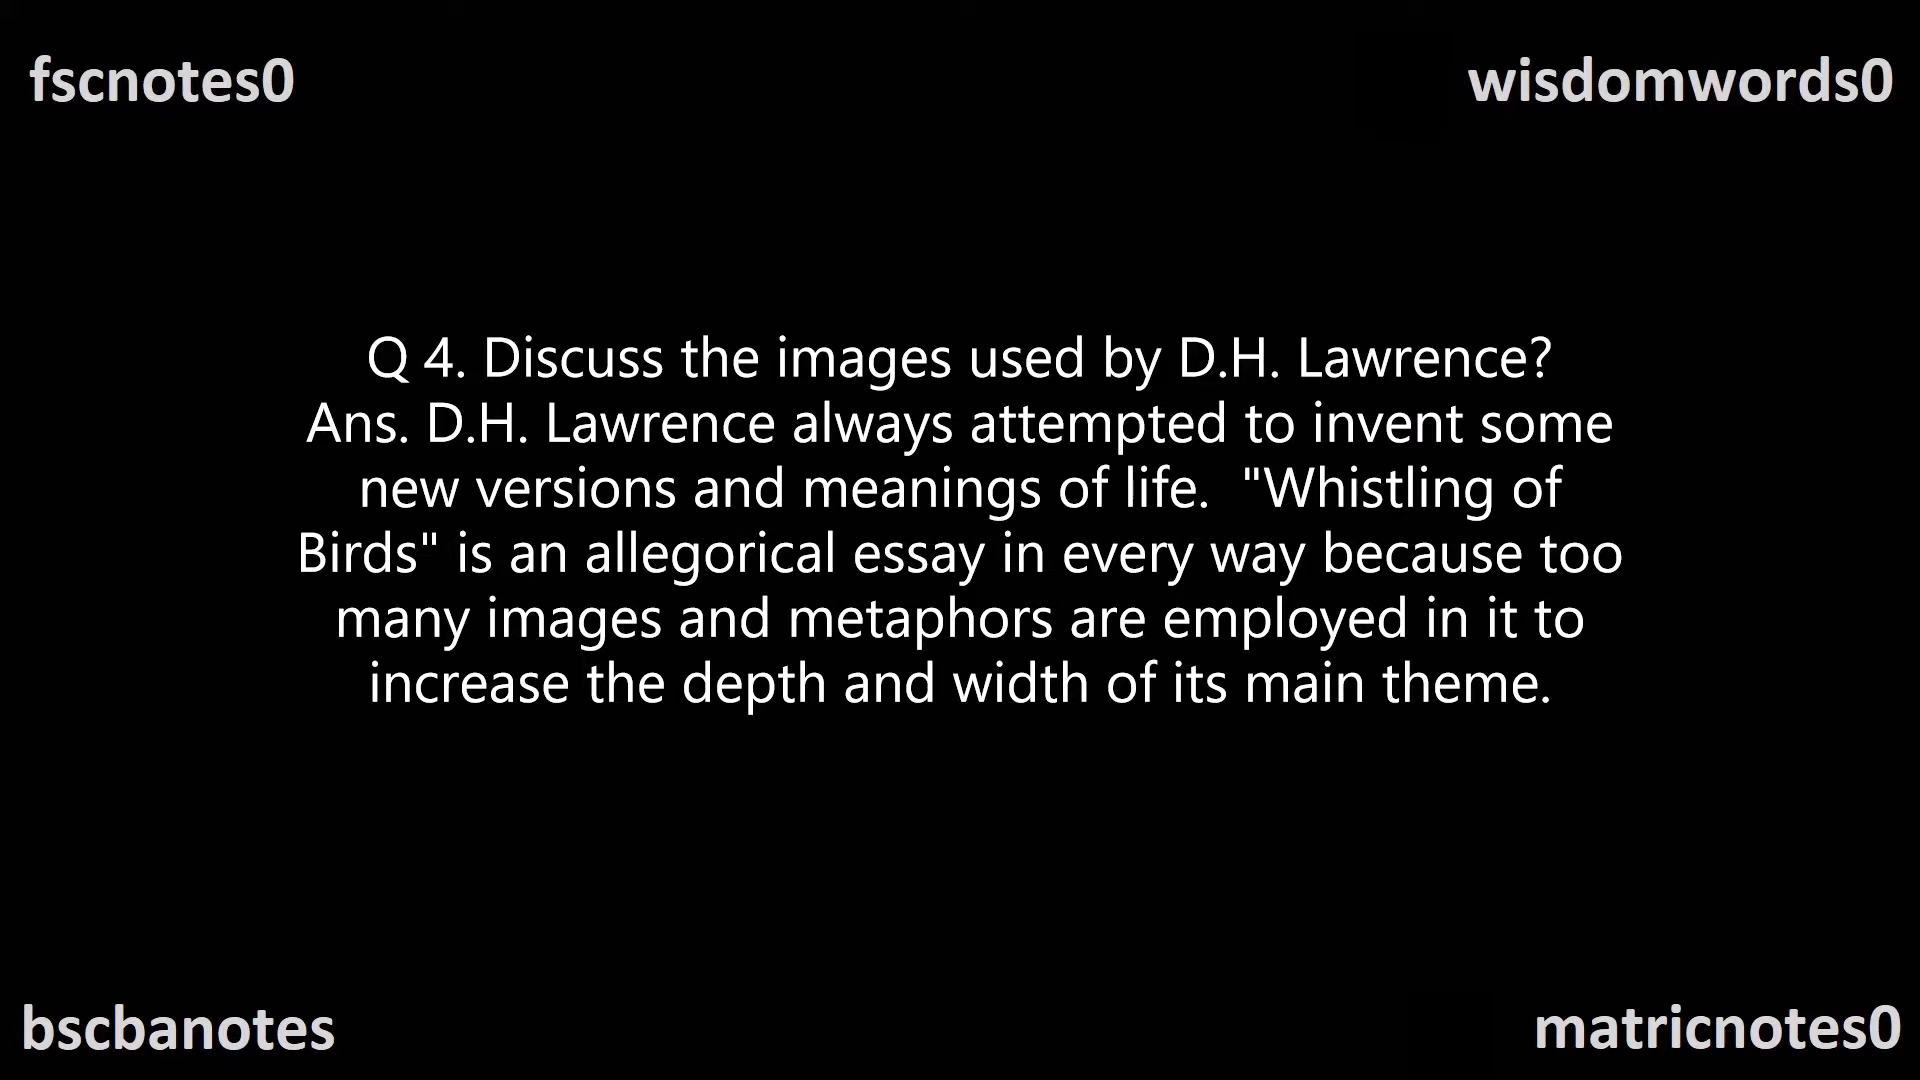 fscnotes0
wisdomwords0
Q 4. Discuss the images used by D.H. Lawrence?
Ans. D.H. Lawrence always attempted to invent some
new versions and meanings of life.  "Whistling of
Birds" is an allegorical essay in every way because too
many images and metaphors are employed in it to
increase the depth and width of its main theme.
bscbanotes
matricnotes0